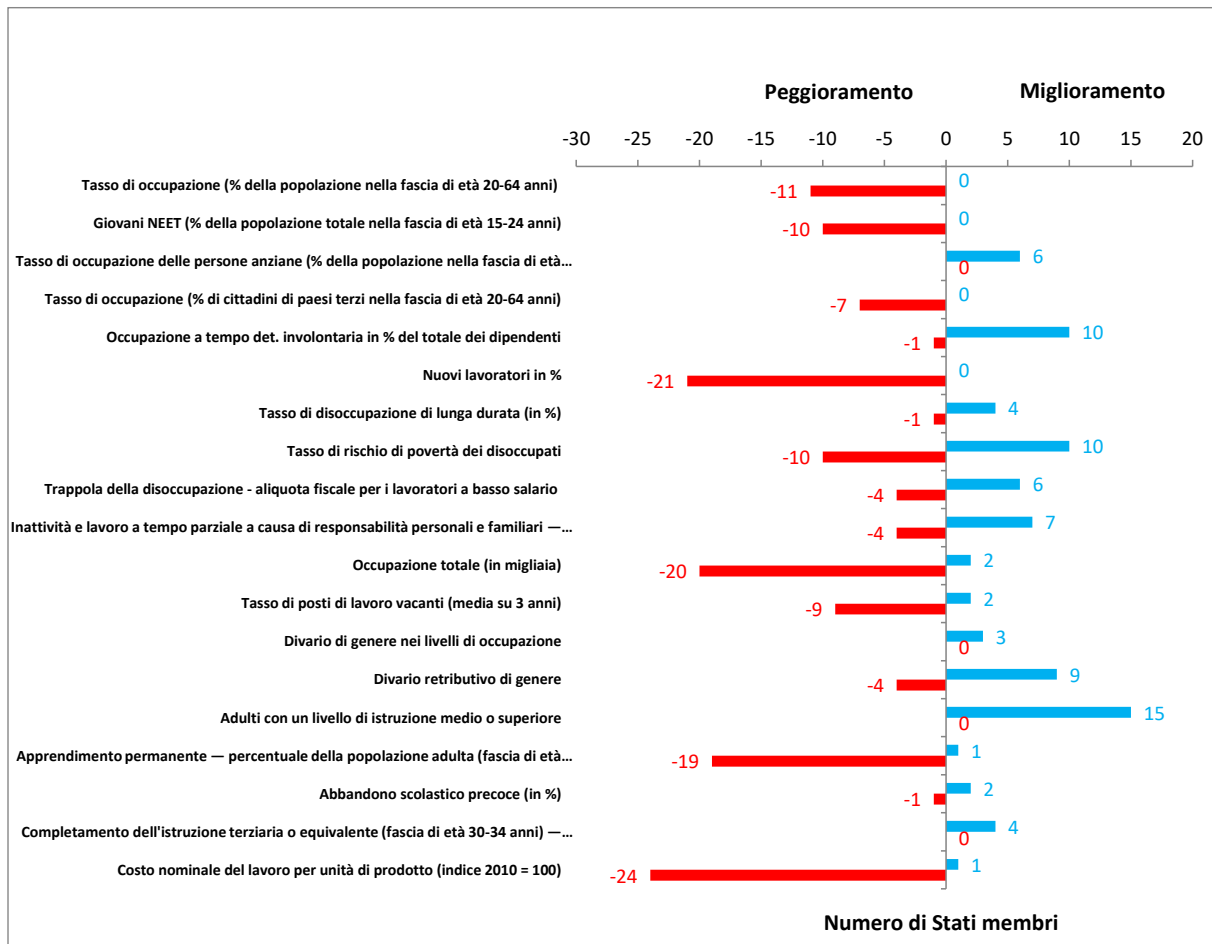 Peggioramento Miglioramento
-30 -25 -20 -15 -10 -5 0 5 10 15 20
Tasso di occupazione (% della popolazione nella fascia di età 20-64 anni) -11 0
Giovani NEET (% della popolazione totale nella fascia di età 15-24 anni) -10 0
Tasso di occupazione delle persone anziane (% della popolazione nella fascia di età... 0 6
Tasso di occupazione (% di cittadini di paesi terzi nella fascia di età 20-64 anni) -7 0
Occupazione a tempo det. involontaria in % del totale dei dipendenti -1 10
Nuovi lavoratori in % -21 0
Tasso di disoccupazione di lunga durata (in %) -1 4
Tasso di rischio di povertà dei disoccupati -10 10
Trappola della disoccupazione - aliquota fiscale per i lavoratori a basso salario -4 6
Inattività e lavoro a tempo parziale a causa di responsabilità personali e familiari —... -4 7
Occupazione totale (in migliaia) -20 2
Tasso di posti di lavoro vacanti (media su 3 anni) -9 2
Divario di genere nei livelli di occupazione 0 3
Divario retributivo di genere -4 9
Adulti con un livello di istruzione medio o superiore 0 15
Apprendimento permanente — percentuale della popolazione adulta (fascia di età... -19 1
Abbandono scolastico precoce (in %) -1 2
Completamento dell'istruzione terziaria o equivalente (fascia di età 30-34 anni) —... 0 4
Costo nominale del lavoro per unità di prodotto (indice 2010 = 100) -24 1
Numero di Stati membri